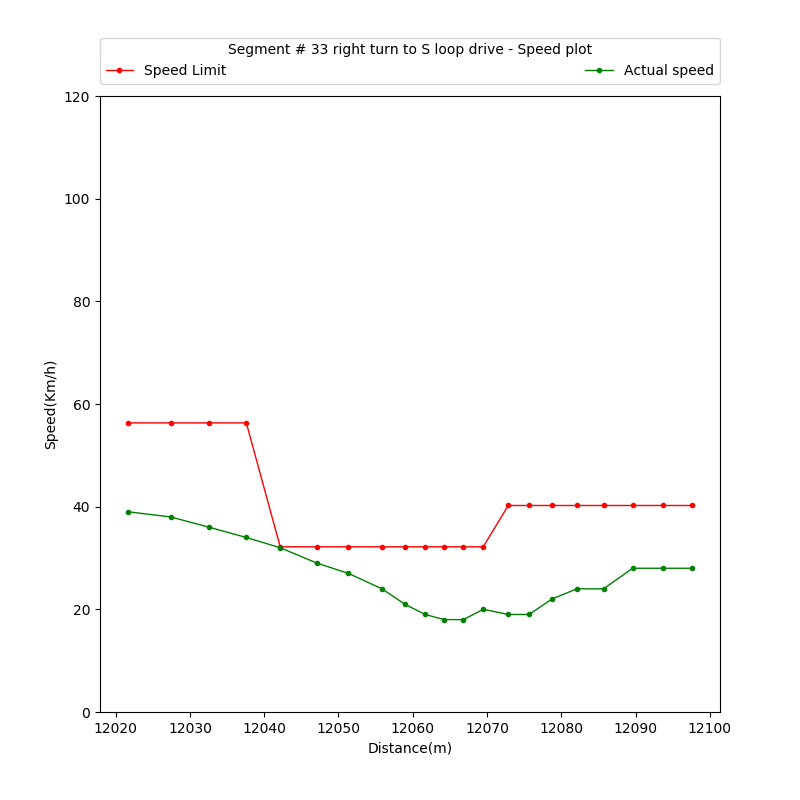 Segment # 33 right turn to S loop drive - Speed plot
Speed Limit
Actual speed
120
100
80
60
40
20
0
Speed(Km/h)
12020 12030 12040 12050 12060 12070 12080 12090 12100
Distance(m)